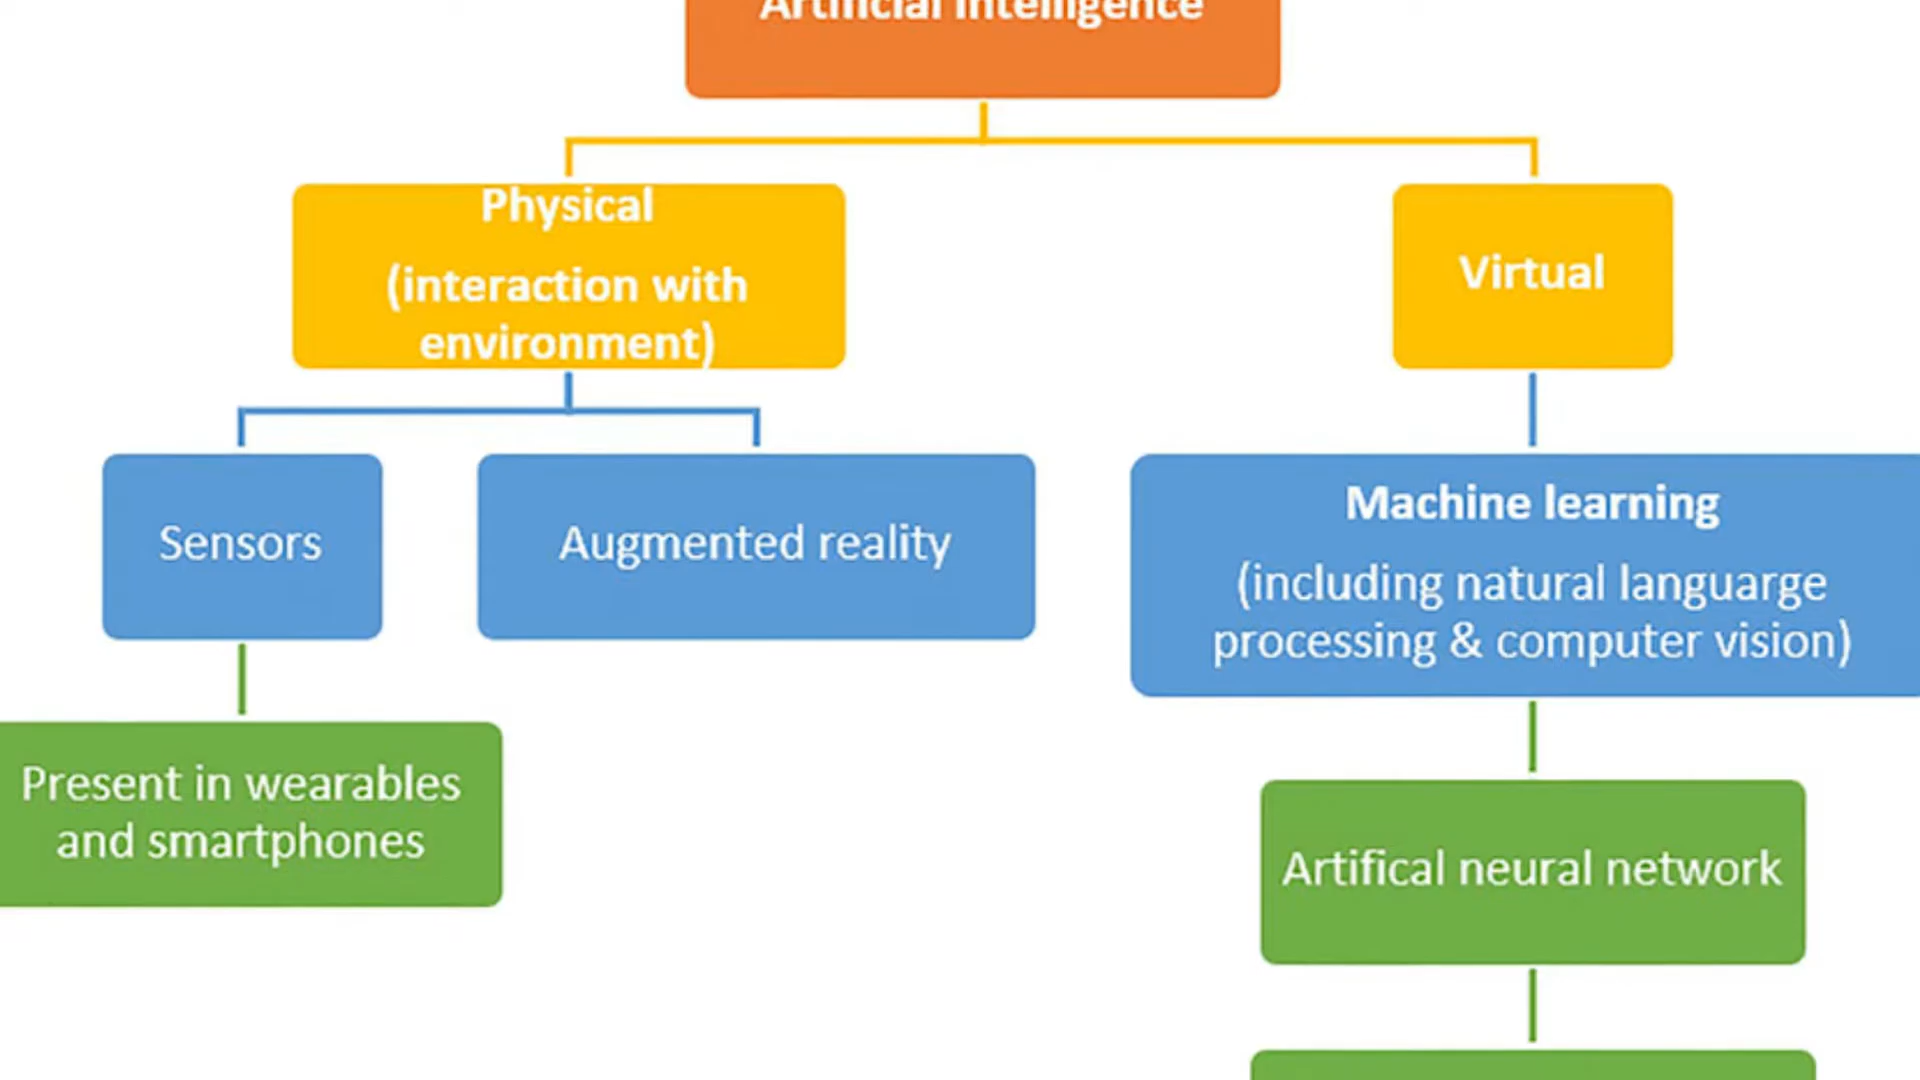 Artificial Intelligence
Physical
(interaction with
environment)
Virtual
Sensors
Augmented reality
Machine learning
(including natural languarge
processing & computer vision)
Present in wearables
and smartphones
Artifical neural network